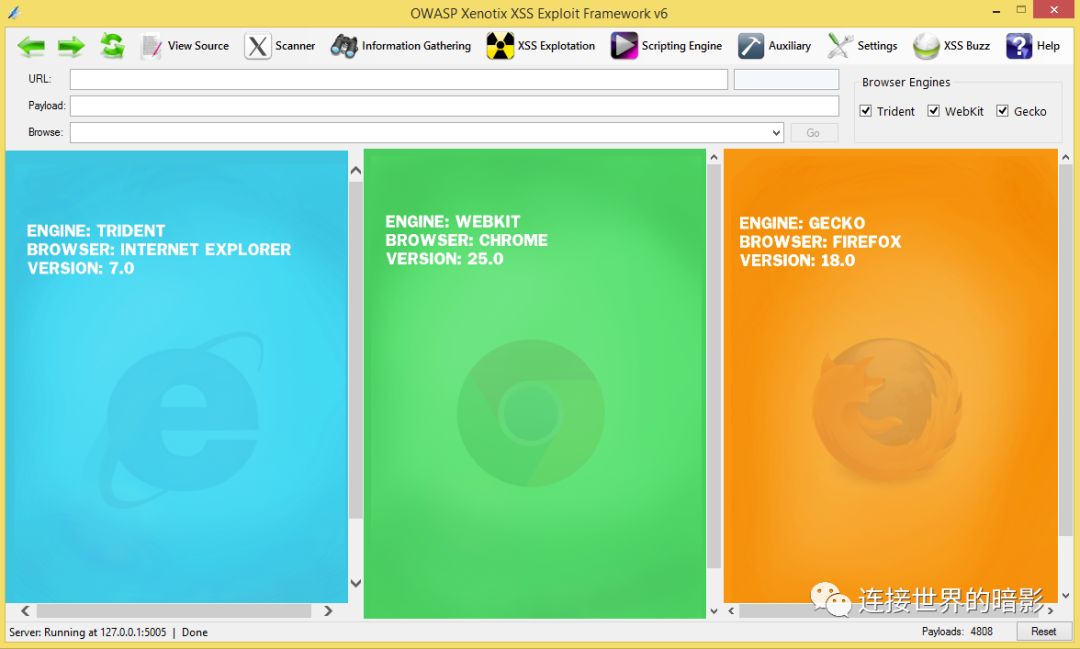 OWASP Xenotix XSS Exploit Framework v6
View Source
X Scanner
Information Gathering
XSS Explotation
Scripting Engine
Auxiliary
Settings
XSS Buzz
? Help
URL:
Payload:
Browse:
Go
Browser Engines
Trident
WebKit
Gecko
ENGINE: TRIDENT
BROWSER: INTERNET EXPLORER
VERSION: 7.0
ENGINE: WEBKIT
BROWSER: CHROME
VERSION: 25.0
ENGINE: GECKO
BROWSER: FIREFOX
VERSION: 18.0
连接世界的暗影
Server: Running at 127.0.0.1:5005 | Done
Payloads: 4808
Reset